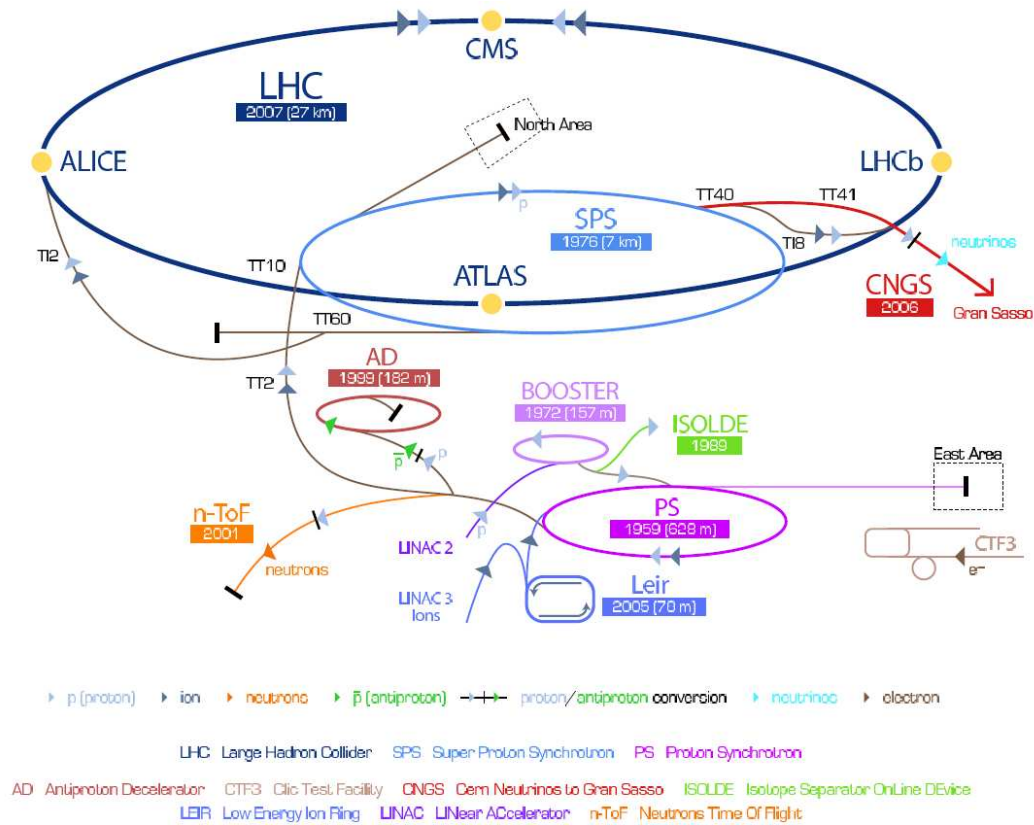 CMS
LHC
2007 (27 km)
North Area
ALICE
LHCb
TT40
TT41
SPS
p
1976 (7 km)
TI8
neutrinos
TI2
TT10
ATLAS
CNGS
2006
Gran Sasso
TT60
AD
TT2
1999 (182 m)
BOOSTER
1972 (157 m)
ISOLDE
1989
p̅
p
East Area
n-ToF
2001
PS
1959 (628 m)
p
LINAC 2
neutrons
CTF3
e-
LINAC 3
Ions
Leir
2005 (70 m)
p (proton) ion neutrons p̅ (antiproton) proton/antiproton conversion neutrinos electron
LHC Large Hadron Collider SPS Super Proton Synchrotron PS Proton Synchrotron
AD Antiproton Decelerator CTF3 Clic Test Facility CNGS Cern Neutrinos to Gran Sasso ISOLDE Isotope Separator OnLine DEvice
LEIR Low Energy Ion Ring LINAC LINear ACcelerator n-ToF Neutrons Time Of Flight